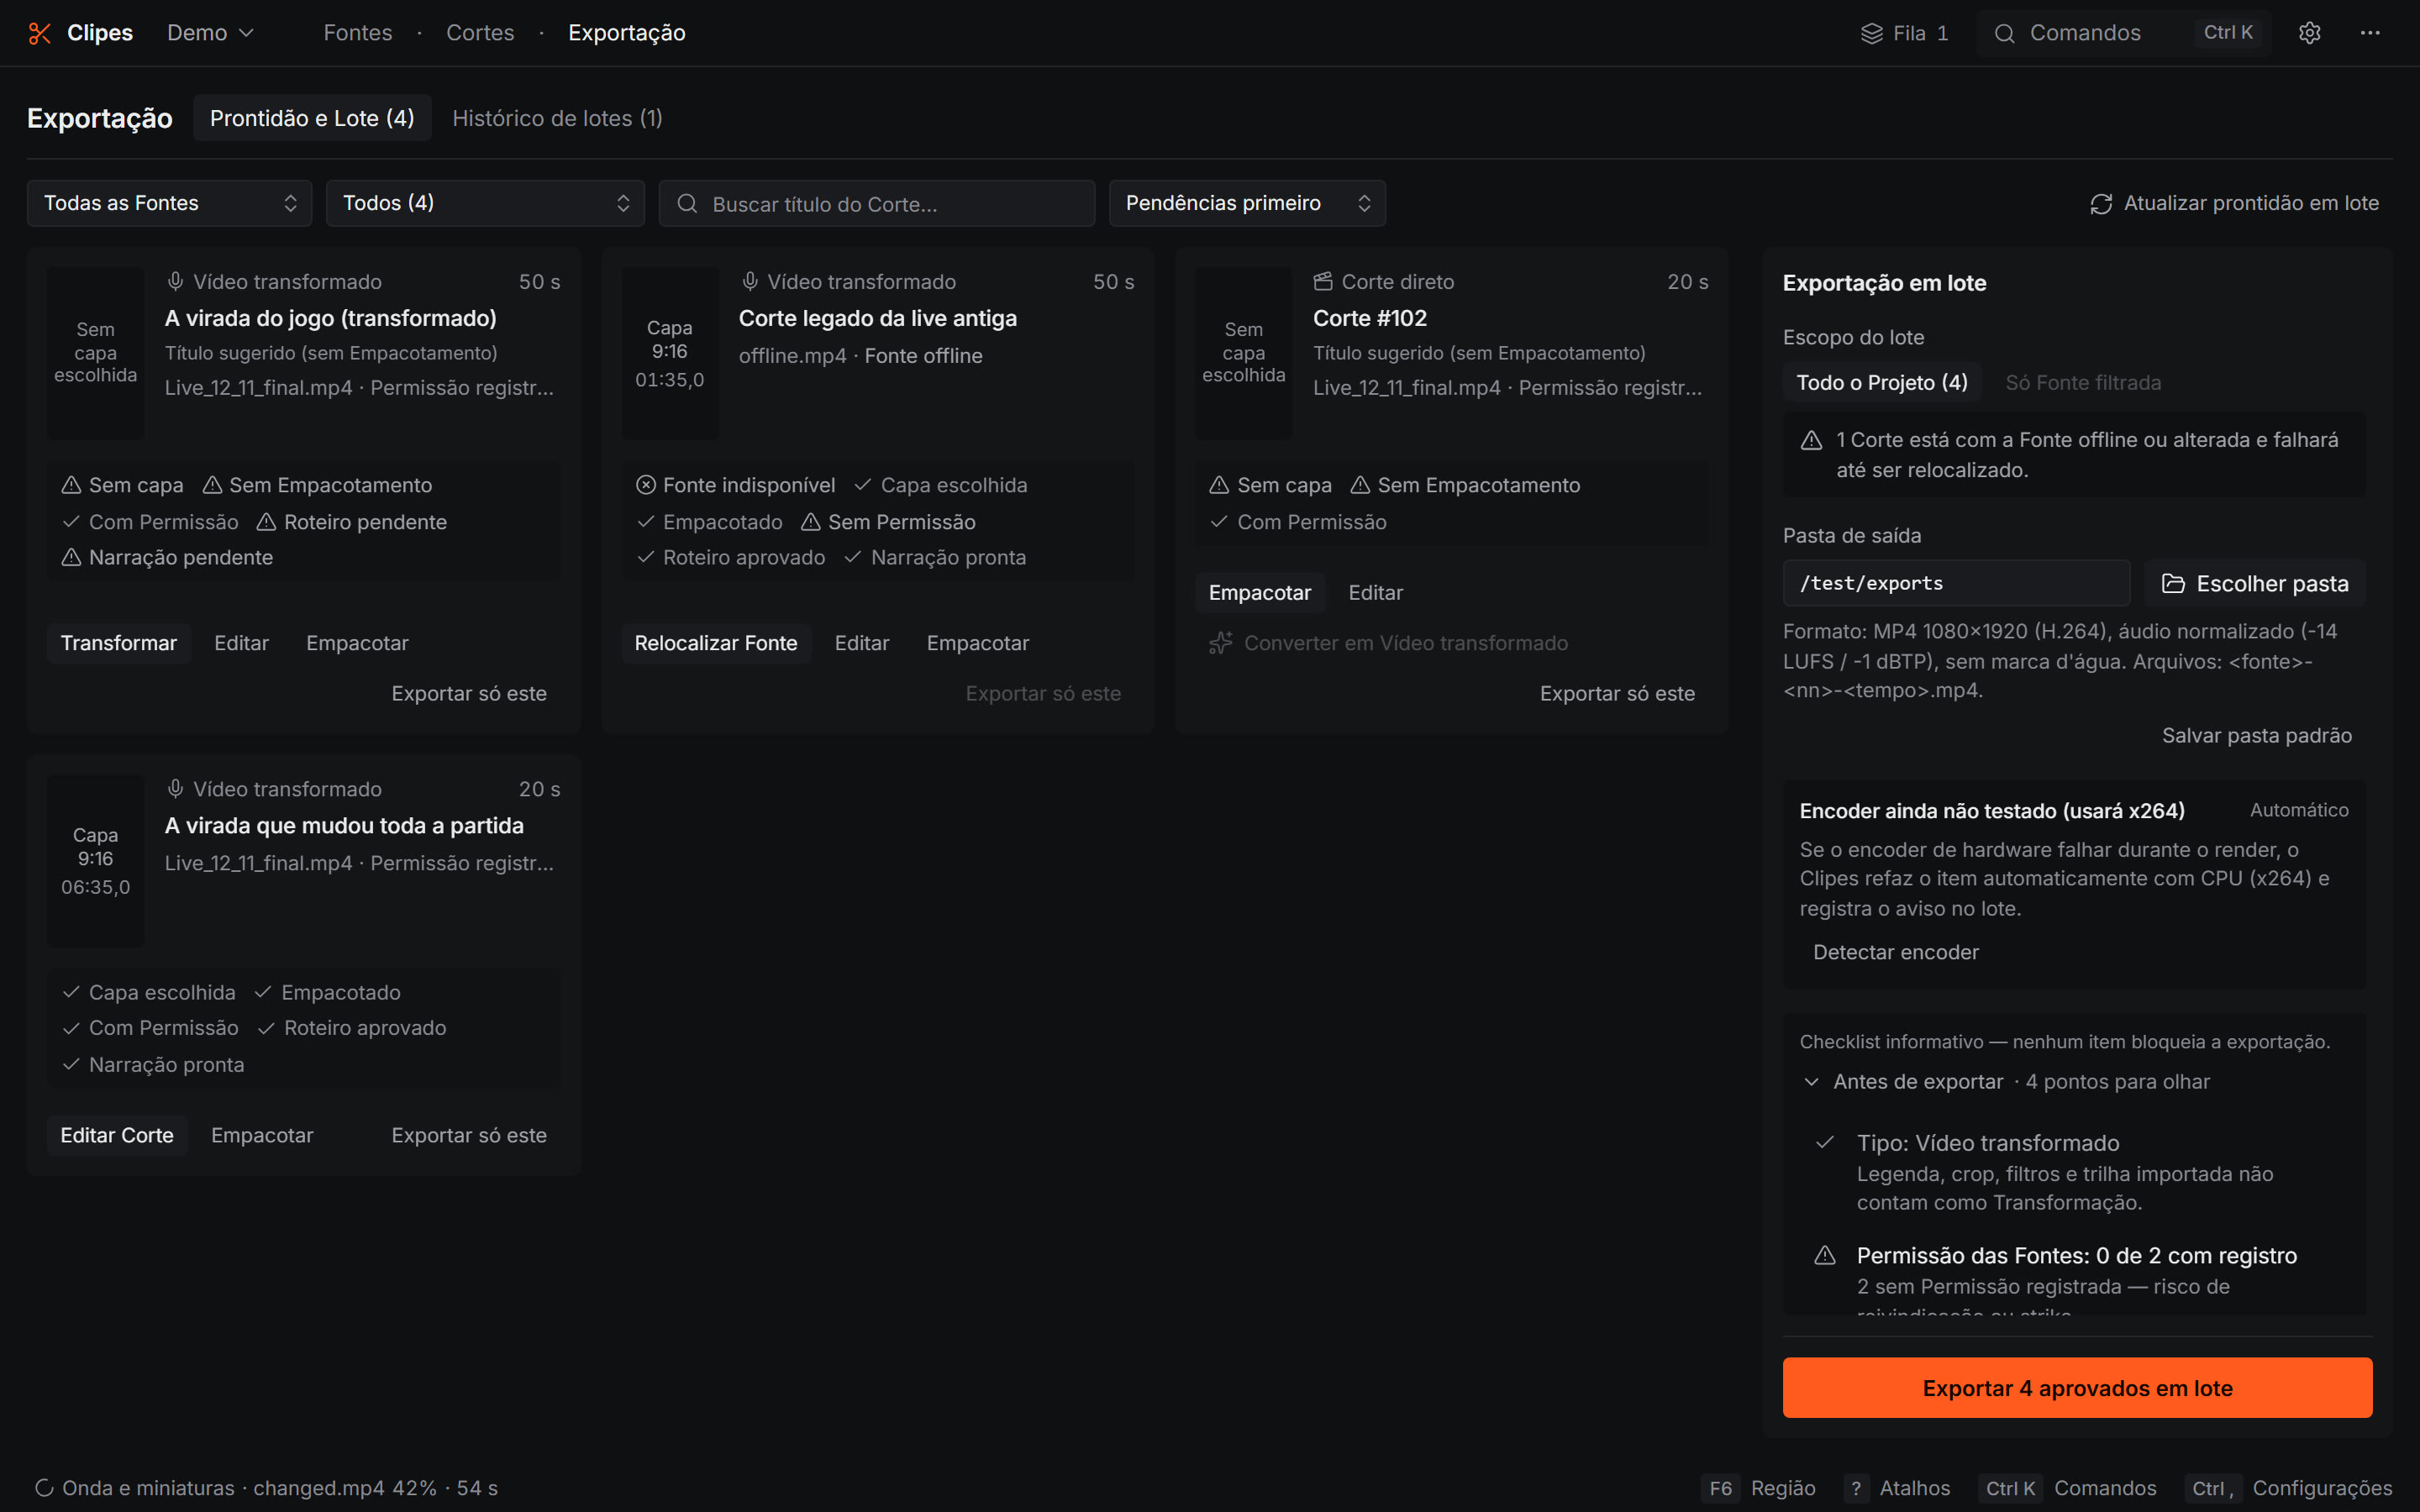 Clipes
Demo
Fontes · Cortes · Exportação
Fila 1
Comandos
Ctrl K
Exportação
Prontidão e Lote (4)
Histórico de lotes (1)
Todas as Fontes
Todos (4)
Buscar título do Corte...
Pendências primeiro
Atualizar prontidão em lote
Sem
capa
escolhida
Vídeo transformado
50 s
A virada do jogo (transformado)
Título sugerido (sem Empacotamento)
Live_12_11_final.mp4 · Permissão registr...
Sem capa
Sem Empacotamento
Com Permissão
Roteiro pendente
Narração pendente
Transformar
Editar
Empacotar
Exportar só este
Capa
9:16
01:35,0
Vídeo transformado
50 s
Corte legado da live antiga
offline.mp4 · Fonte offline
Fonte indisponível
Capa escolhida
Empacotado
Sem Permissão
Roteiro aprovado
Narração pronta
Relocalizar Fonte
Editar
Empacotar
Exportar só este
Sem
capa
escolhida
Corte direto
20 s
Corte #102
Título sugerido (sem Empacotamento)
Live_12_11_final.mp4 · Permissão registr...
Sem capa
Sem Empacotamento
Com Permissão
Empacotar
Editar
Converter em Vídeo transformado
Exportar só este
Capa
9:16
06:35,0
Vídeo transformado
20 s
A virada que mudou toda a partida
Live_12_11_final.mp4 · Permissão registr...
Capa escolhida
Empacotado
Com Permissão
Roteiro aprovado
Narração pronta
Editar Corte
Empacotar
Exportar só este
Exportação em lote
Escopo do lote
Todo o Projeto (4)
Só Fonte filtrada
1 Corte está com a Fonte offline ou alterada e falhará
até ser relocalizado.
Pasta de saída
/test/exports
Escolher pasta
Formato: MP4 1080×1920 (H.264), áudio normalizado (-14
LUFS / -1 dBTP), sem marca d'água. Arquivos: <fonte>-
<nn>-<tempo>.mp4.
Salvar pasta padrão
Encoder ainda não testado (usará x264)
Automático
Se o encoder de hardware falhar durante o render, o
Clipes refaz o item automaticamente com CPU (x264) e
registra o aviso no lote.
Detectar encoder
Checklist informativo — nenhum item bloqueia a exportação.
Antes de exportar · 4 pontos para olhar
Tipo: Vídeo transformado
Legenda, crop, filtros e trilha importada não
contam como Transformação.
Permissão das Fontes: 0 de 2 com registro
2 sem Permissão registrada — risco de
Exportar 4 aprovados em lote
Onda e miniaturas · changed.mp4 42% · 54 s
F6 Região
? Atalhos
Ctrl K Comandos
Ctrl , Configurações